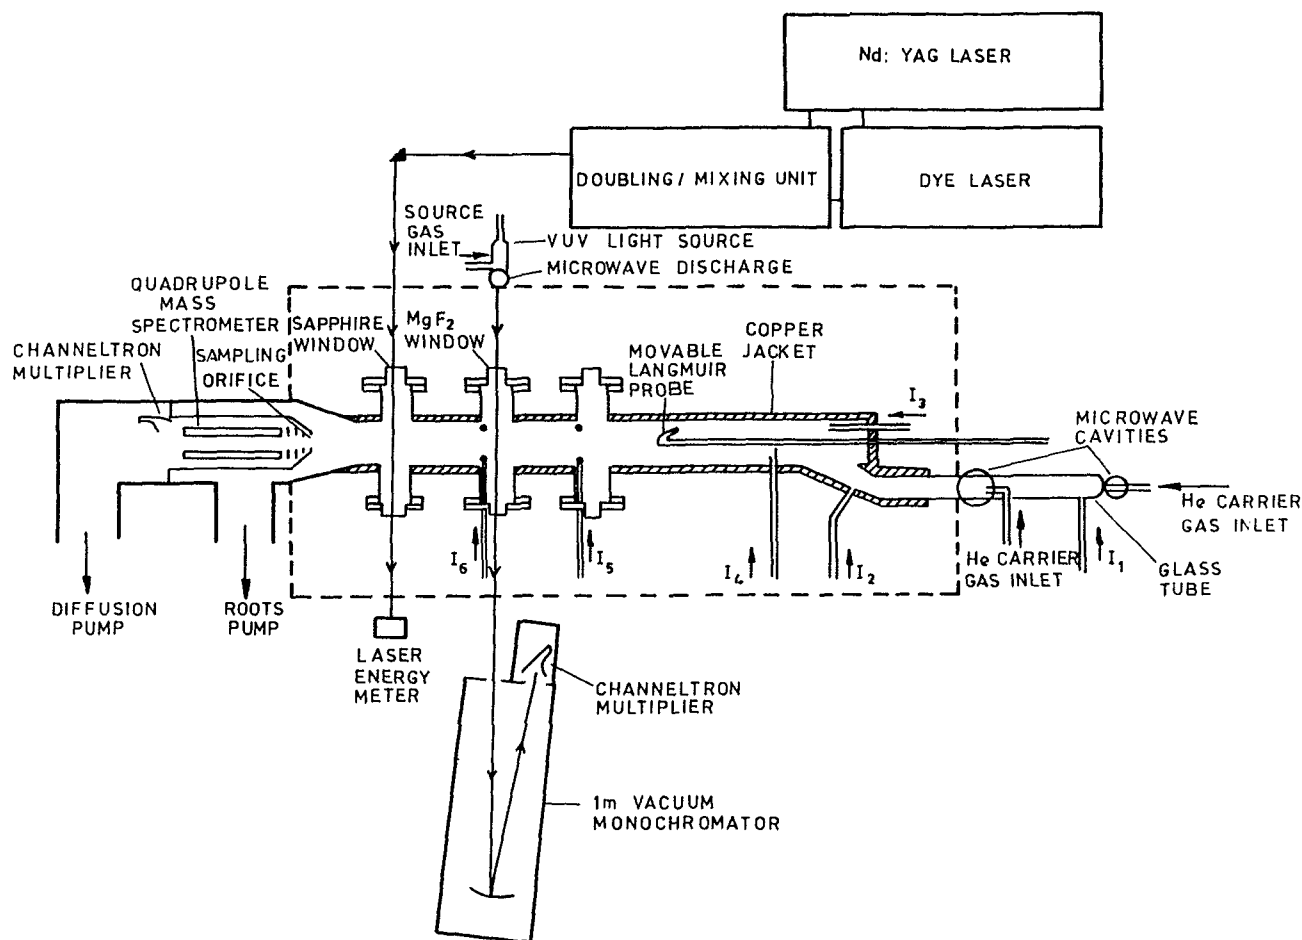 Nd: YAG LASER
DOUBLING / MIXING UNIT
DYE LASER
SOURCE
GAS
INLET
VUV LIGHT SOURCE
MICROWAVE DISCHARGE
QUADRUPOLE
MASS
SPECTROMETER
CHANNELTRON
MULTIPLIER
SAMPLING
ORIFICE
SAPPHIRE
WINDOW
MgF2
WINDOW
MOVABLE
LANGMUIR
PROBE
COPPER
JACKET
I3
MICROWAVE
CAVITIES
He CARRIER
GAS INLET
I6
I5
I4
I2
He CARRIER
GAS INLET
I1
GLASS
TUBE
DIFFUSION
PUMP
ROOTS
PUMP
LASER
ENERGY
METER
CHANNELTRON
MULTIPLIER
1m VACUUM
MONOCHROMATOR